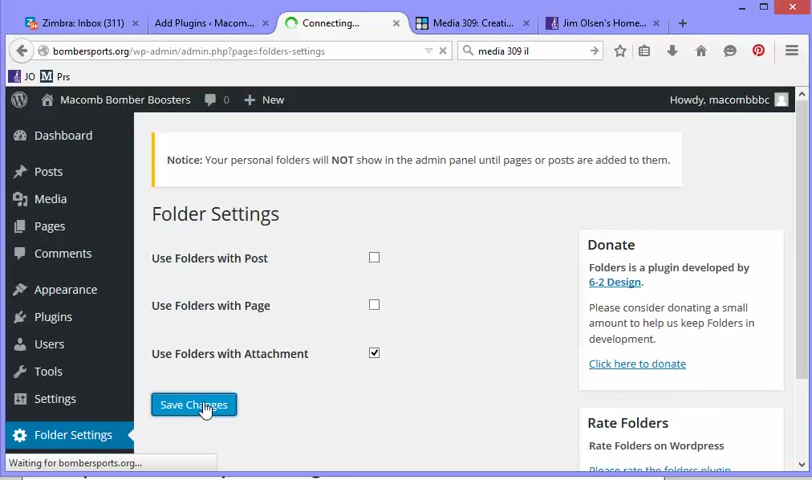 Zimbra: Inbox (311)
Add Plugins ‹ Macom...
Connecting...
Media 309: Creati...
Jim Olsen's Home...
bombersports.org/wp-admin/admin.php?page=folders-settings
media 309 il
JO
Prs
Macomb Bomber Boosters
0
New
Howdy, macombbbc
Dashboard
Posts
Media
Pages
Comments
Appearance
Plugins
Users
Tools
Settings
Folder Settings
Notice: Your personal folders will NOT show in the admin panel until pages or posts are added to them.
Folder Settings
Use Folders with Post
Use Folders with Page
Use Folders with Attachment
Save Changes
Donate
Folders is a plugin developed by
6-2 Design.
Please consider donating a small
amount to help us keep Folders in
development.
Click here to donate
Rate Folders
Rate Folders on Wordpress
Please rate the folders plugin
Waiting for bombersports.org...